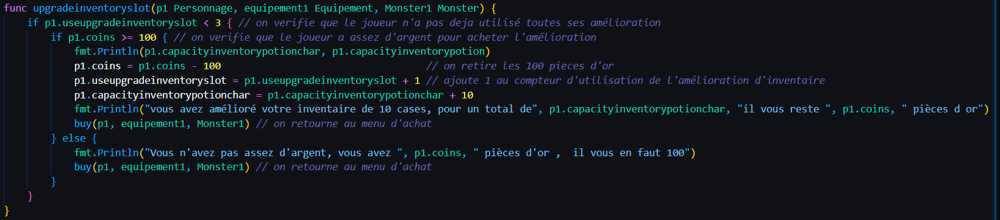 func upgradeinventoryslot(p1 Personnage, equipement1 Equipement, Monster1 Monster) {
    if p1.useupgradeinventoryslot < 3 { // on verifie que le joueur n'a pas deja utilisé toutes ses amélioration
        if p1.coins >= 100 { // on verifie que le joueur a assez d'argent pour acheter l'amélioration
            fmt.Println(p1.capacityinventorypotionchar, p1.capacityinventorypotion)
            p1.coins = p1.coins - 100                                   // on retire les 100 pieces d'or
            p1.useupgradeinventoryslot = p1.useupgradeinventoryslot + 1 // ajoute 1 au compteur d'utilisation de l'amélioration d'inventaire
            p1.capacityinventorypotionchar = p1.capacityinventorypotionchar + 10
            fmt.Println("vous avez amélioré votre inventaire de 10 cases, pour un total de", p1.capacityinventorypotionchar, "il vous reste ", p1.coins, " pièces d or")
            buy(p1, equipement1, Monster1) // on retourne au menu d'achat
        } else {
            fmt.Println("Vous n'avez pas assez d'argent, vous avez ", p1.coins, " pièces d'or ,  il vous en faut 100")
            buy(p1, equipement1, Monster1) // on retourne au menu d'achat
        }
    }
}